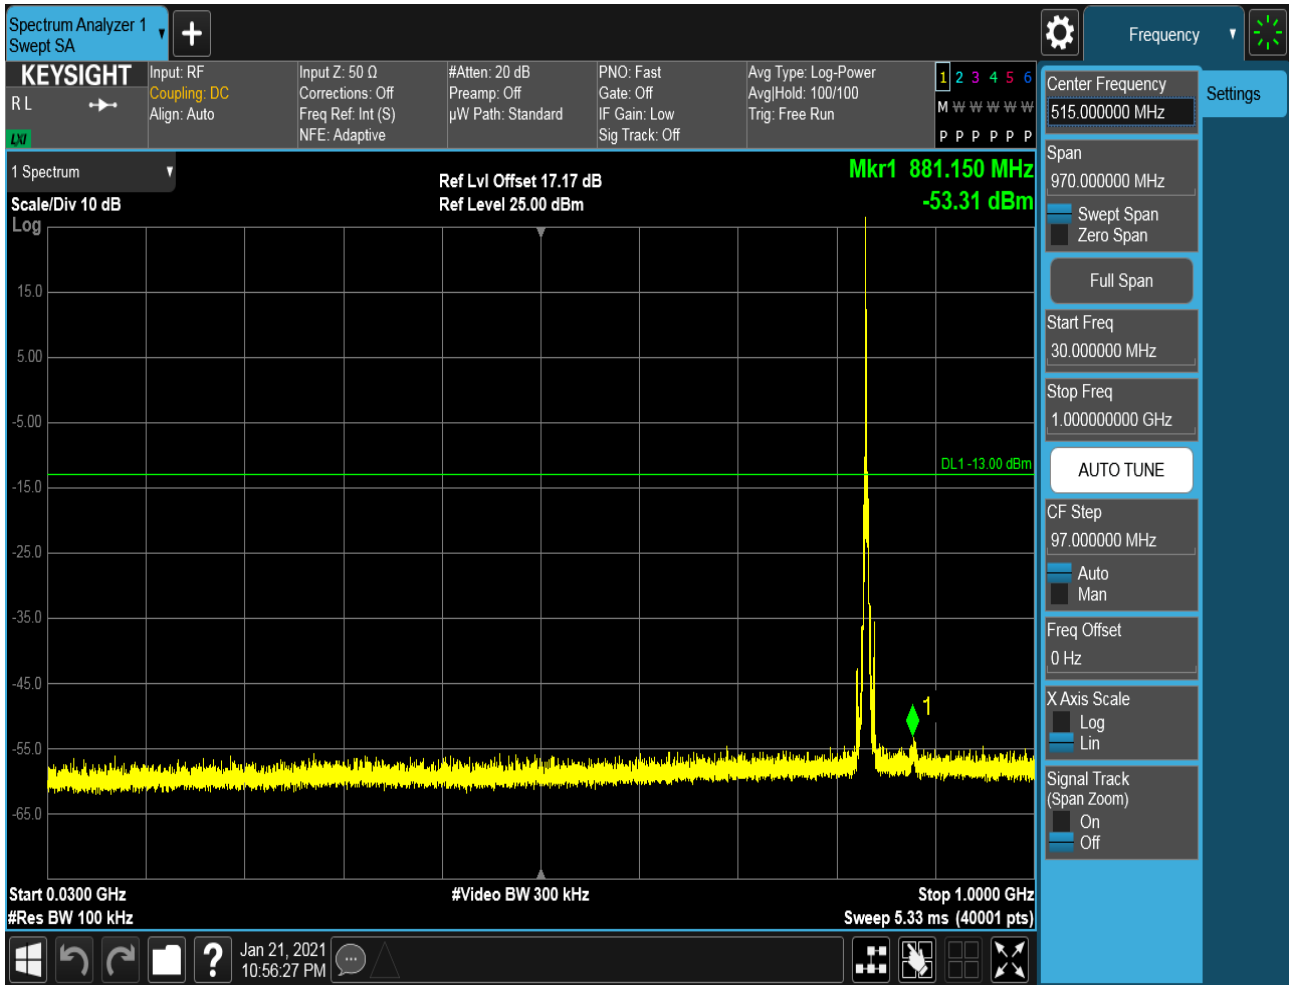 Spectrum Analyzer 1
Swept SA
Frequency
KEYSIGHT
R L
LXI
Input: RF
Coupling: DC
Align: Auto
Input Z: 50 Ω
Corrections: Off
Freq Ref: Int (S)
NFE: Adaptive
#Atten: 20 dB
Preamp: Off
µW Path: Standard
PNO: Fast
Gate: Off
IF Gain: Low
Sig Track: Off
Avg Type: Log-Power
Avg|Hold: 100/100
Trig: Free Run
1 2 3 4 5 6
M W W W W W
P P P P P P
1 Spectrum
Scale/Div 10 dB
Log
Ref Lvl Offset 17.17 dB
Ref Level 25.00 dBm
Mkr1 881.150 MHz
-53.31 dBm
15.0
5.00
-5.00
-15.0
-25.0
-35.0
-45.0
-55.0
-65.0
DL1 -13.00 dBm
1
Start 0.0300 GHz
#Res BW 100 kHz
#Video BW 300 kHz
Stop 1.0000 GHz
Sweep 5.33 ms (40001 pts)
Center Frequency
515.000000 MHz
Settings
Span
970.000000 MHz
Swept Span
Zero Span
Full Span
Start Freq
30.000000 MHz
Stop Freq
1.000000000 GHz
AUTO TUNE
CF Step
97.000000 MHz
Auto
Man
Freq Offset
0 Hz
X Axis Scale
Log
Lin
Signal Track
(Span Zoom)
On
Off
?
Jan 21, 2021
10:56:27 PM